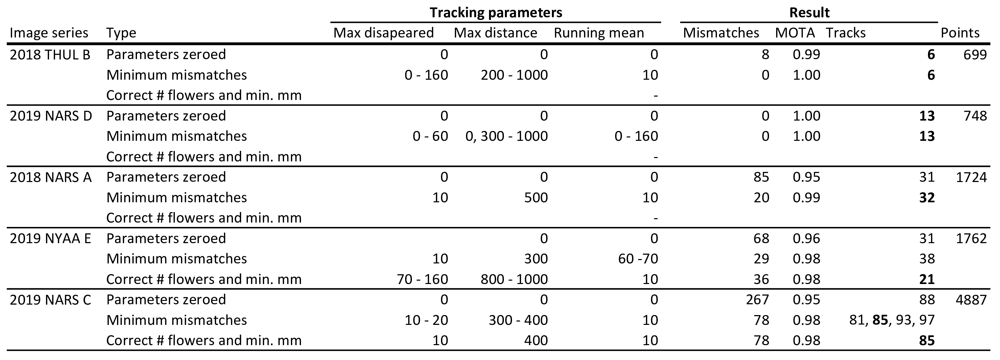 Tracking parameters Result
Image series Type Max disapeared Max distance Running mean Mismatches MOTA Tracks Points
2018 THUL B Parameters zeroed 0 0 0 8 0.99 6 699
Minimum mismatches 0 - 160 200 - 1000 10 0 1.00 6
Correct # flowers and min. mm -
2019 NARS D Parameters zeroed 0 0 0 0 1.00 13 748
Minimum mismatches 0 - 60 0, 300 - 1000 0 - 160 0 1.00 13
Correct # flowers and min. mm -
2018 NARS A Parameters zeroed 0 0 0 85 0.95 31 1724
Minimum mismatches 10 500 10 20 0.99 32
Correct # flowers and min. mm -
2019 NYAA E Parameters zeroed 0 0 68 0.96 31 1762
Minimum mismatches 10 300 60 -70 29 0.98 38
Correct # flowers and min. mm 70 - 160 800 - 1000 10 36 0.98 21
2019 NARS C Parameters zeroed 0 0 0 267 0.95 88 4887
Minimum mismatches 10 - 20 300 - 400 10 78 0.98 81, 85, 93, 97
Correct # flowers and min. mm 10 400 10 78 0.98 85